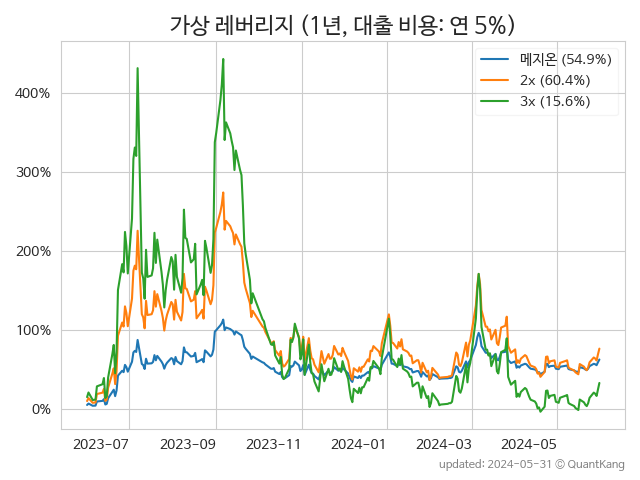 가상 레버리지 (1년, 대출 비용: 연 5%)
메지온 (54.9%)
2x (60.4%)
3x (15.6%)
400%
300%
200%
100%
0%
2023-07 2023-09 2023-11 2024-01 2024-03 2024-05
updated: 2024-05-31 © QuantKang